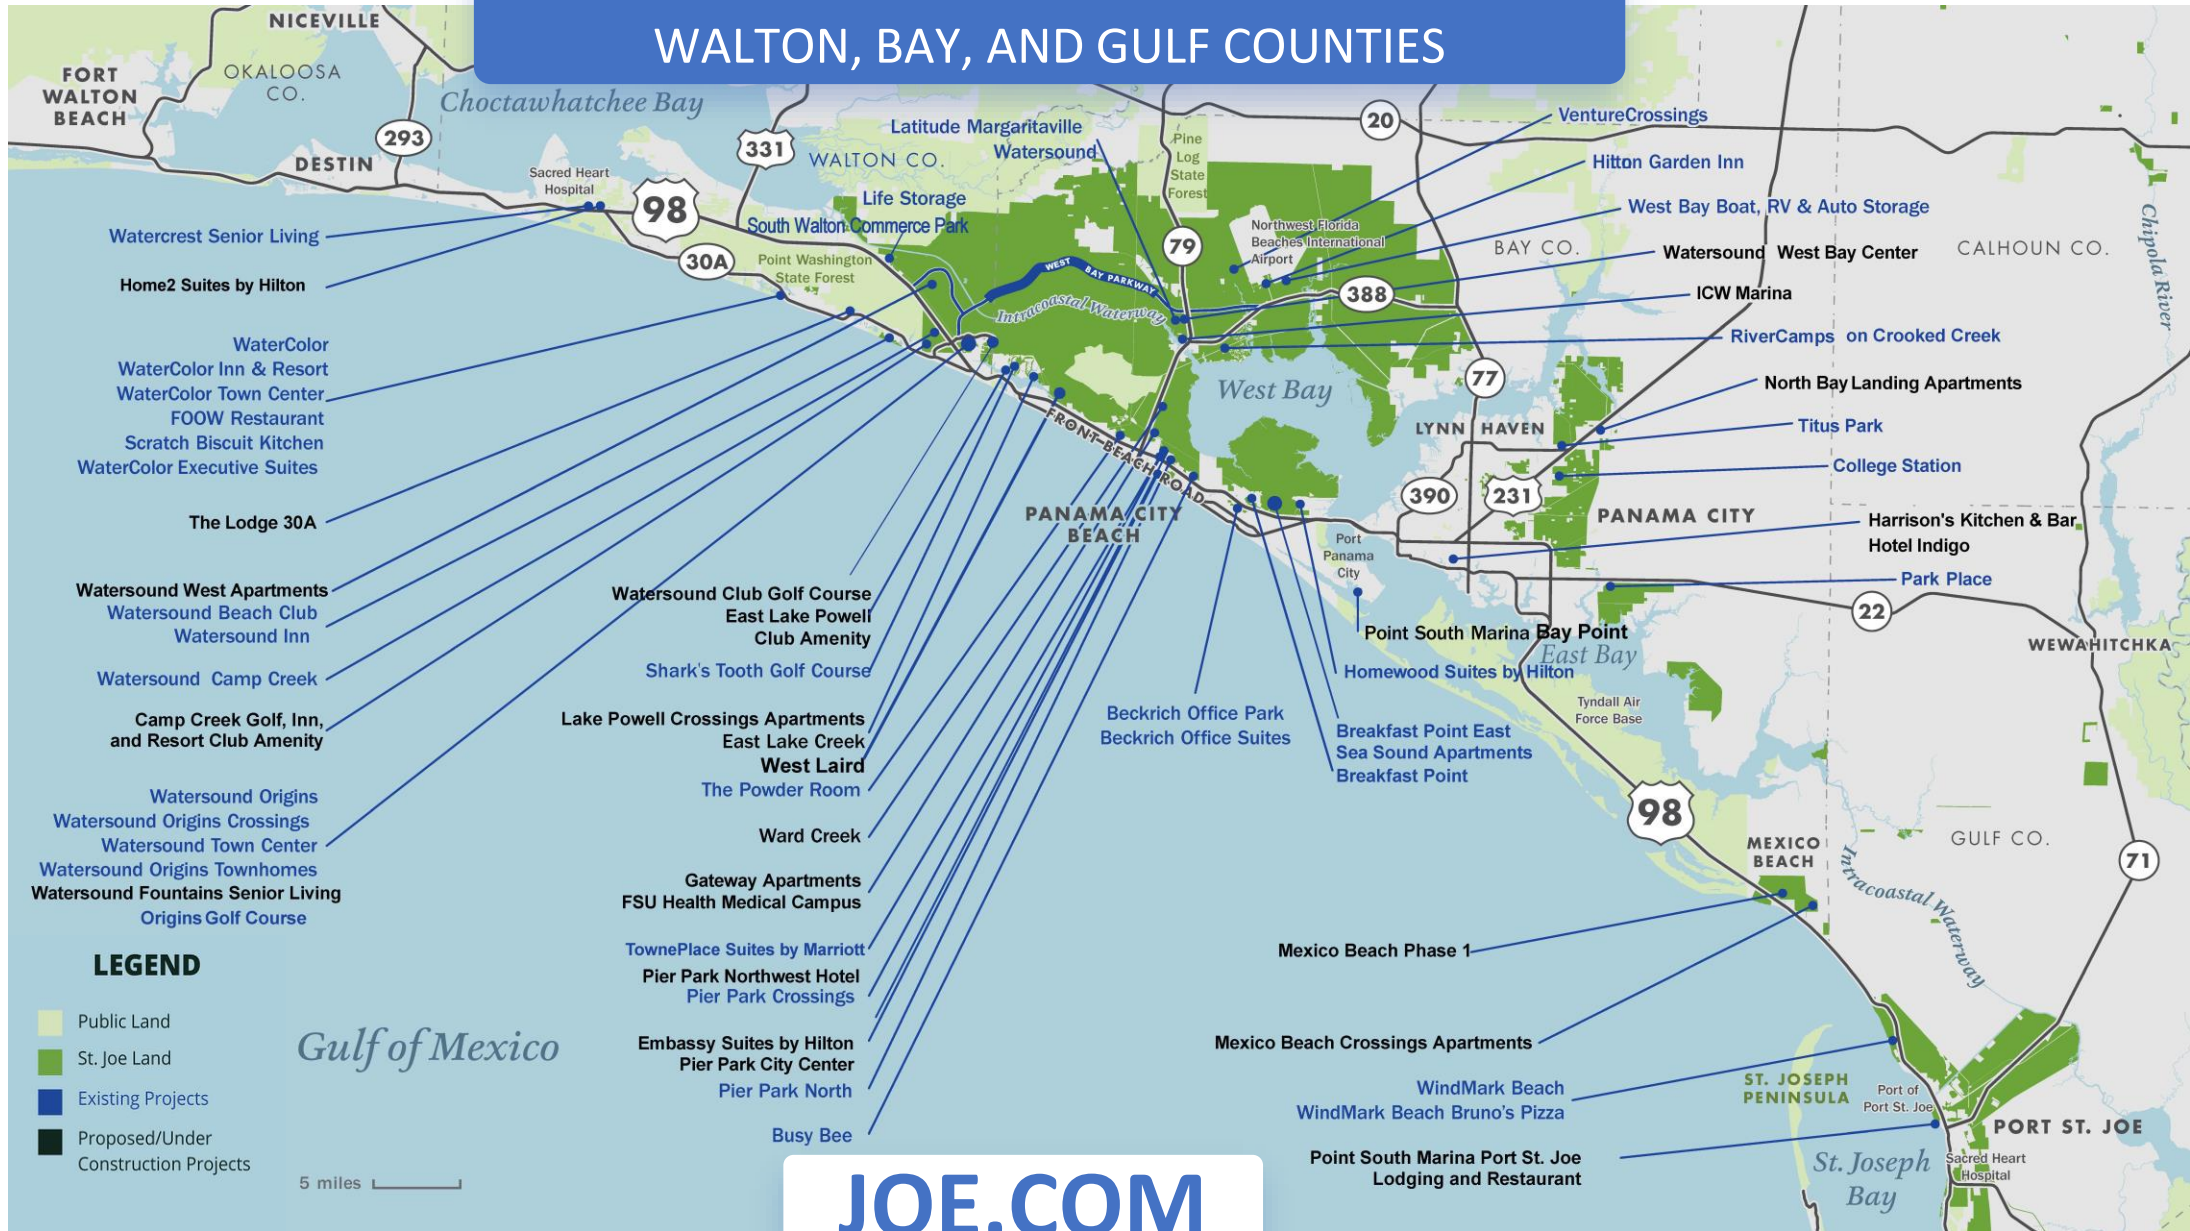 WALTON, BAY, AND GULF COUNTIES
NICEVILLE
FORT
WALTON
BEACH
OKALOOSA
CO.
Choctawhatchee Bay
293
DESTIN
331
WALTON CO.
Sacred Heart
Hospital
98
30A
Point Washington
State Forest
Latitude Margaritaville
Watersound
Life Storage
South Walton Commerce Park
Pine
Log
State
Forest
79
20
WEST BAY PARKWAY
Intracoastal Waterway
Northwest Florida
Beaches International
Airport
388
BAY CO.
CALHOUN CO.
Chipola River
VentureCrossings
Hilton Garden Inn
West Bay Boat, RV & Auto Storage
Watersound West Bay Center
ICW Marina
RiverCamps on Crooked Creek
North Bay Landing Apartments
Titus Park
College Station
Harrison's Kitchen & Bar
Hotel Indigo
Park Place
West Bay
77
LYNN HAVEN
390
231
PANAMA CITY
22
WEWAHITCHKA
FRONT BEACH ROAD
PANAMA CITY
BEACH
Port
Panama
City
Watercrest Senior Living
Home2 Suites by Hilton
WaterColor
WaterColor Inn & Resort
WaterColor Town Center
FOOW Restaurant
Scratch Biscuit Kitchen
WaterColor Executive Suites
The Lodge 30A
Watersound West Apartments
Watersound Beach Club
Watersound Inn
Watersound Camp Creek
Camp Creek Golf, Inn,
and Resort Club Amenity
Watersound Origins
Watersound Origins Crossings
Watersound Town Center
Watersound Origins Townhomes
Watersound Fountains Senior Living
Origins Golf Course
Watersound Club Golf Course
East Lake Powell
Club Amenity
Shark's Tooth Golf Course
Lake Powell Crossings Apartments
East Lake Creek
West Laird
The Powder Room
Ward Creek
Gateway Apartments
FSU Health Medical Campus
TownePlace Suites by Marriott
Pier Park Northwest Hotel
Pier Park Crossings
Embassy Suites by Hilton
Pier Park City Center
Pier Park North
Busy Bee
Beckrich Office Park
Beckrich Office Suites
Point South Marina Bay Point
East Bay
Homewood Suites by Hilton
Breakfast Point East
Sea Sound Apartments
Breakfast Point
Tyndall Air
Force Base
98
MEXICO
BEACH
GULF CO.
71
Intracoastal Waterway
Mexico Beach Phase 1
Mexico Beach Crossings Apartments
WindMark Beach
WindMark Beach Bruno's Pizza
Point South Marina Port St. Joe
Lodging and Restaurant
ST. JOSEPH
PENINSULA
Port of
Port St. Joe
PORT ST. JOE
St. Joseph
Bay
Sacred Heart
Hospital
LEGEND
Public Land
St. Joe Land
Existing Projects
Proposed/Under
Construction Projects
Gulf of Mexico
5 miles
JOE.COM